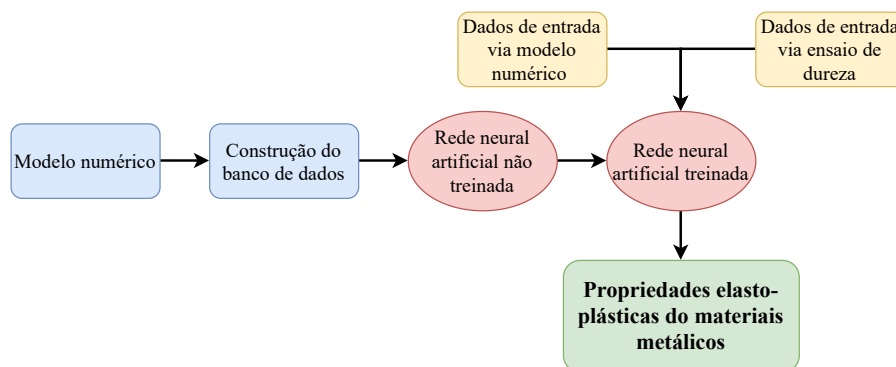 Dados de entrada
via modelo
numérico
Dados de entrada
via ensaio de
dureza
Modelo numérico
Construção do
banco de dados
Rede neural
artificial não
treinada
Rede neural
artificial treinada
Propriedades elasto-
plásticas do materiais
metálicos